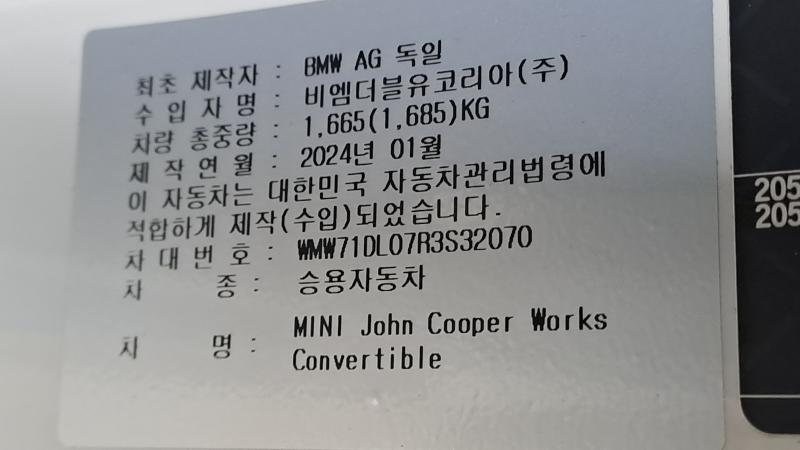 최초 제작자 : BMW AG 독일
수입자명 : 비엠더블유코리아(주)
차량 총중량 : 1,665(1,685)KG
제작연월 : 2024년 01월
이 자동차는 대한민국 자동차관리법령에
적합하게 제작(수입)되었습니다.
차대번호 : WMW71DL07R3S32070
차 종 : 승용자동차
차 명 : MINI John Cooper Works
Convertible
205
205